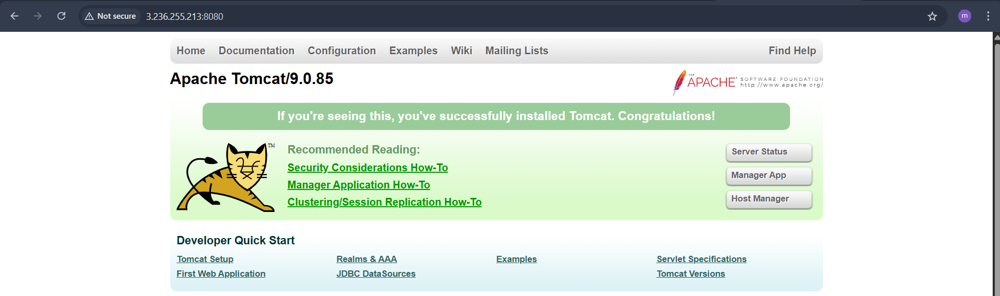 Not secure 3.236.255.213:8080 m
Home Documentation Configuration Examples Wiki Mailing Lists Find Help
Apache Tomcat/9.0.85
THE APACHE® SOFTWARE FOUNDATION
http://www.apache.org/
If you're seeing this, you've successfully installed Tomcat. Congratulations!
TM
Recommended Reading:
Security Considerations How-To
Manager Application How-To
Clustering/Session Replication How-To
Server Status
Manager App
Host Manager
Developer Quick Start
Tomcat Setup Realms & AAA Examples Servlet Specifications
First Web Application JDBC DataSources Tomcat Versions